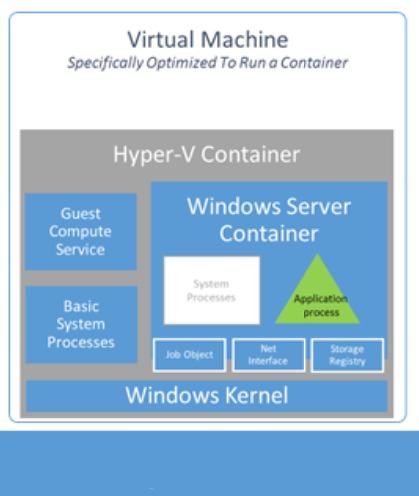 Virtual Machine
Specifically Optimized To Run a Container
Hyper-V Container
Guest
Compute
Service
Windows Server
Container
System
Processes
Application
process
Basic
System
Processes
Job Object
Net
Interface
Storage
Registry
Windows Kernel